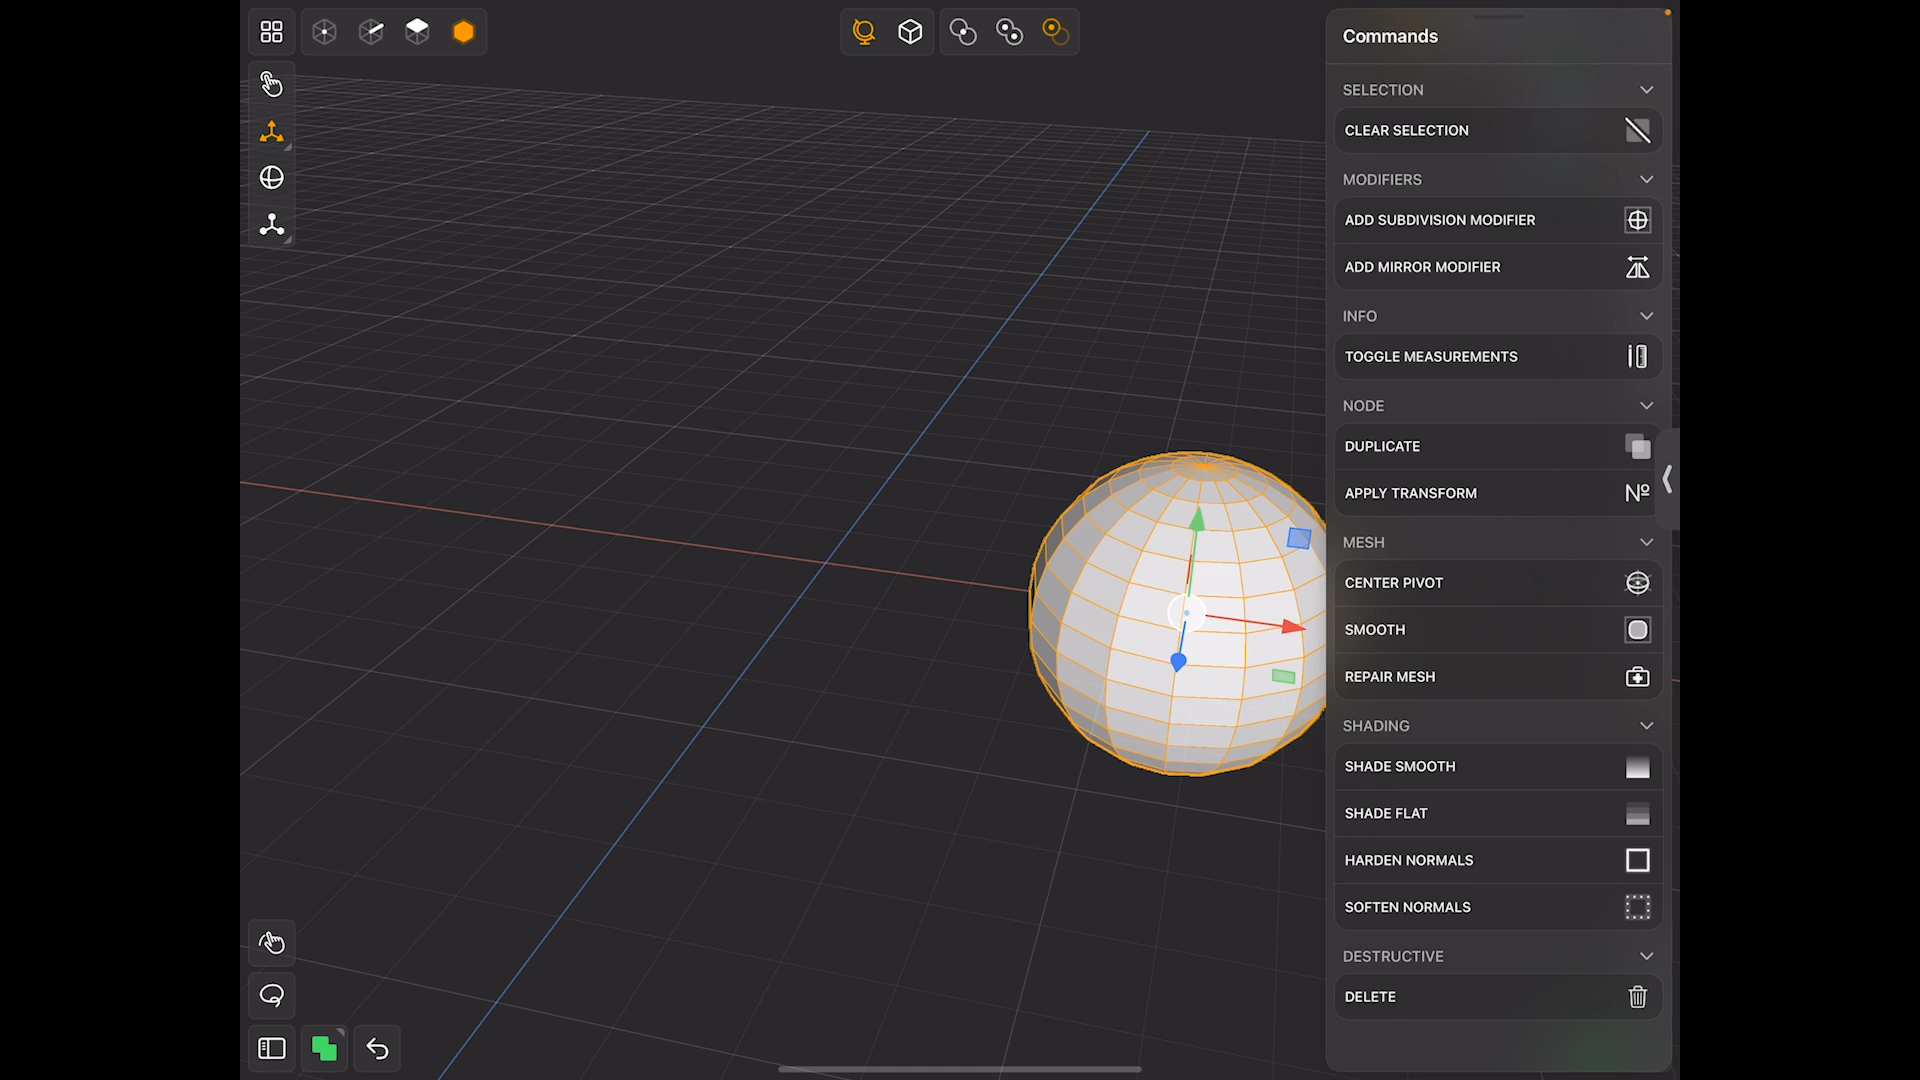 Commands
SELECTION
CLEAR SELECTION
MODIFIERS
ADD SUBDIVISION MODIFIER
ADD MIRROR MODIFIER
INFO
TOGGLE MEASUREMENTS
NODE
DUPLICATE
APPLY TRANSFORM
Nº
MESH
CENTER PIVOT
SMOOTH
REPAIR MESH
SHADING
SHADE SMOOTH
SHADE FLAT
HARDEN NORMALS
SOFTEN NORMALS
DESTRUCTIVE
DELETE